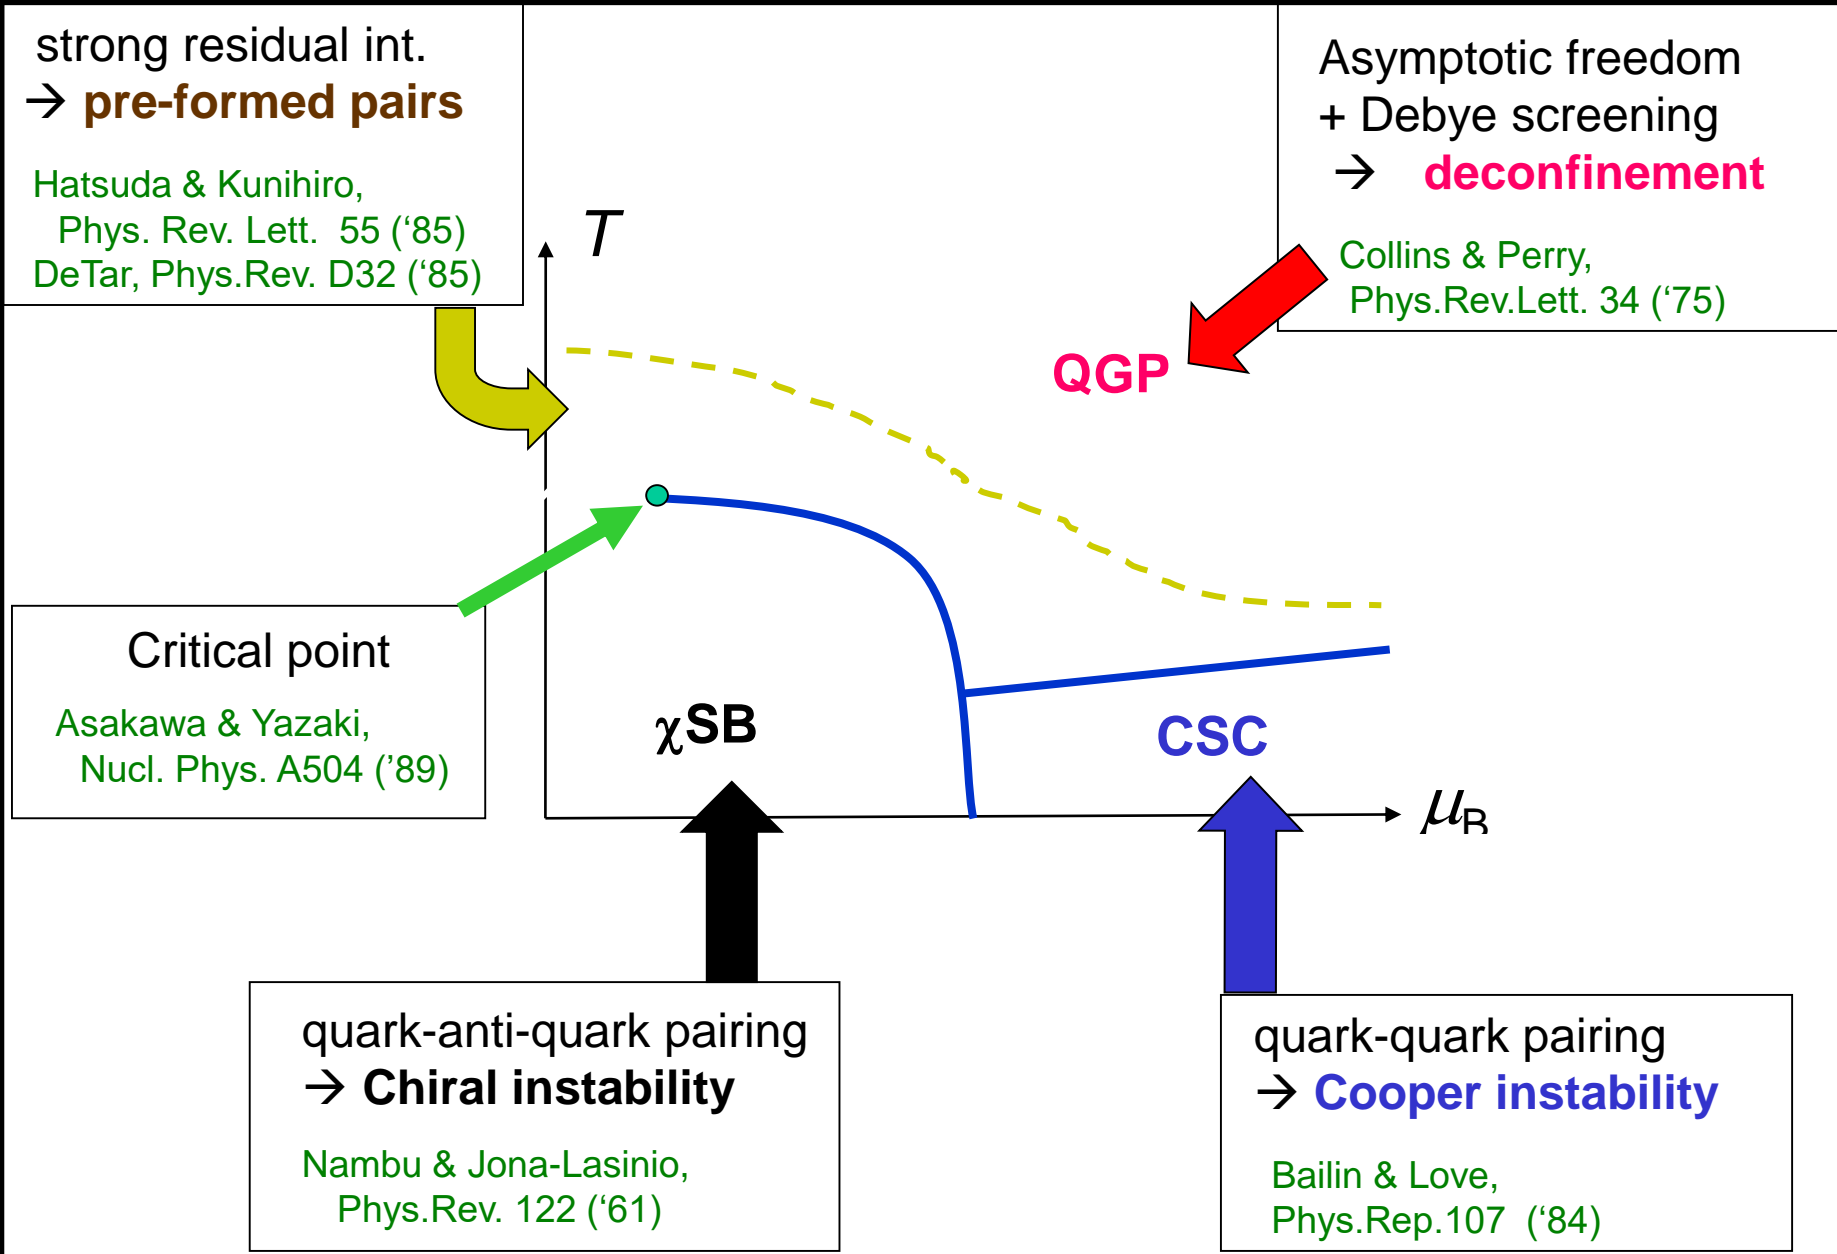 strong residual int.
→ pre-formed pairs
Hatsuda & Kunihiro,
Phys. Rev. Lett. 55 (‘85)
DeTar, Phys.Rev. D32 (‘85)
Asymptotic freedom
+ Debye screening
→ deconfinement
Collins & Perry,
Phys.Rev.Lett. 34 (‘75)
T
QGP
Critical point
Asakawa & Yazaki,
Nucl. Phys. A504 (’89)
χSB
CSC
μB
quark-anti-quark pairing
→ Chiral instability
Nambu & Jona-Lasinio,
Phys.Rev. 122 (‘61)
quark-quark pairing
→ Cooper instability
Bailin & Love,
Phys.Rep.107 (‘84)